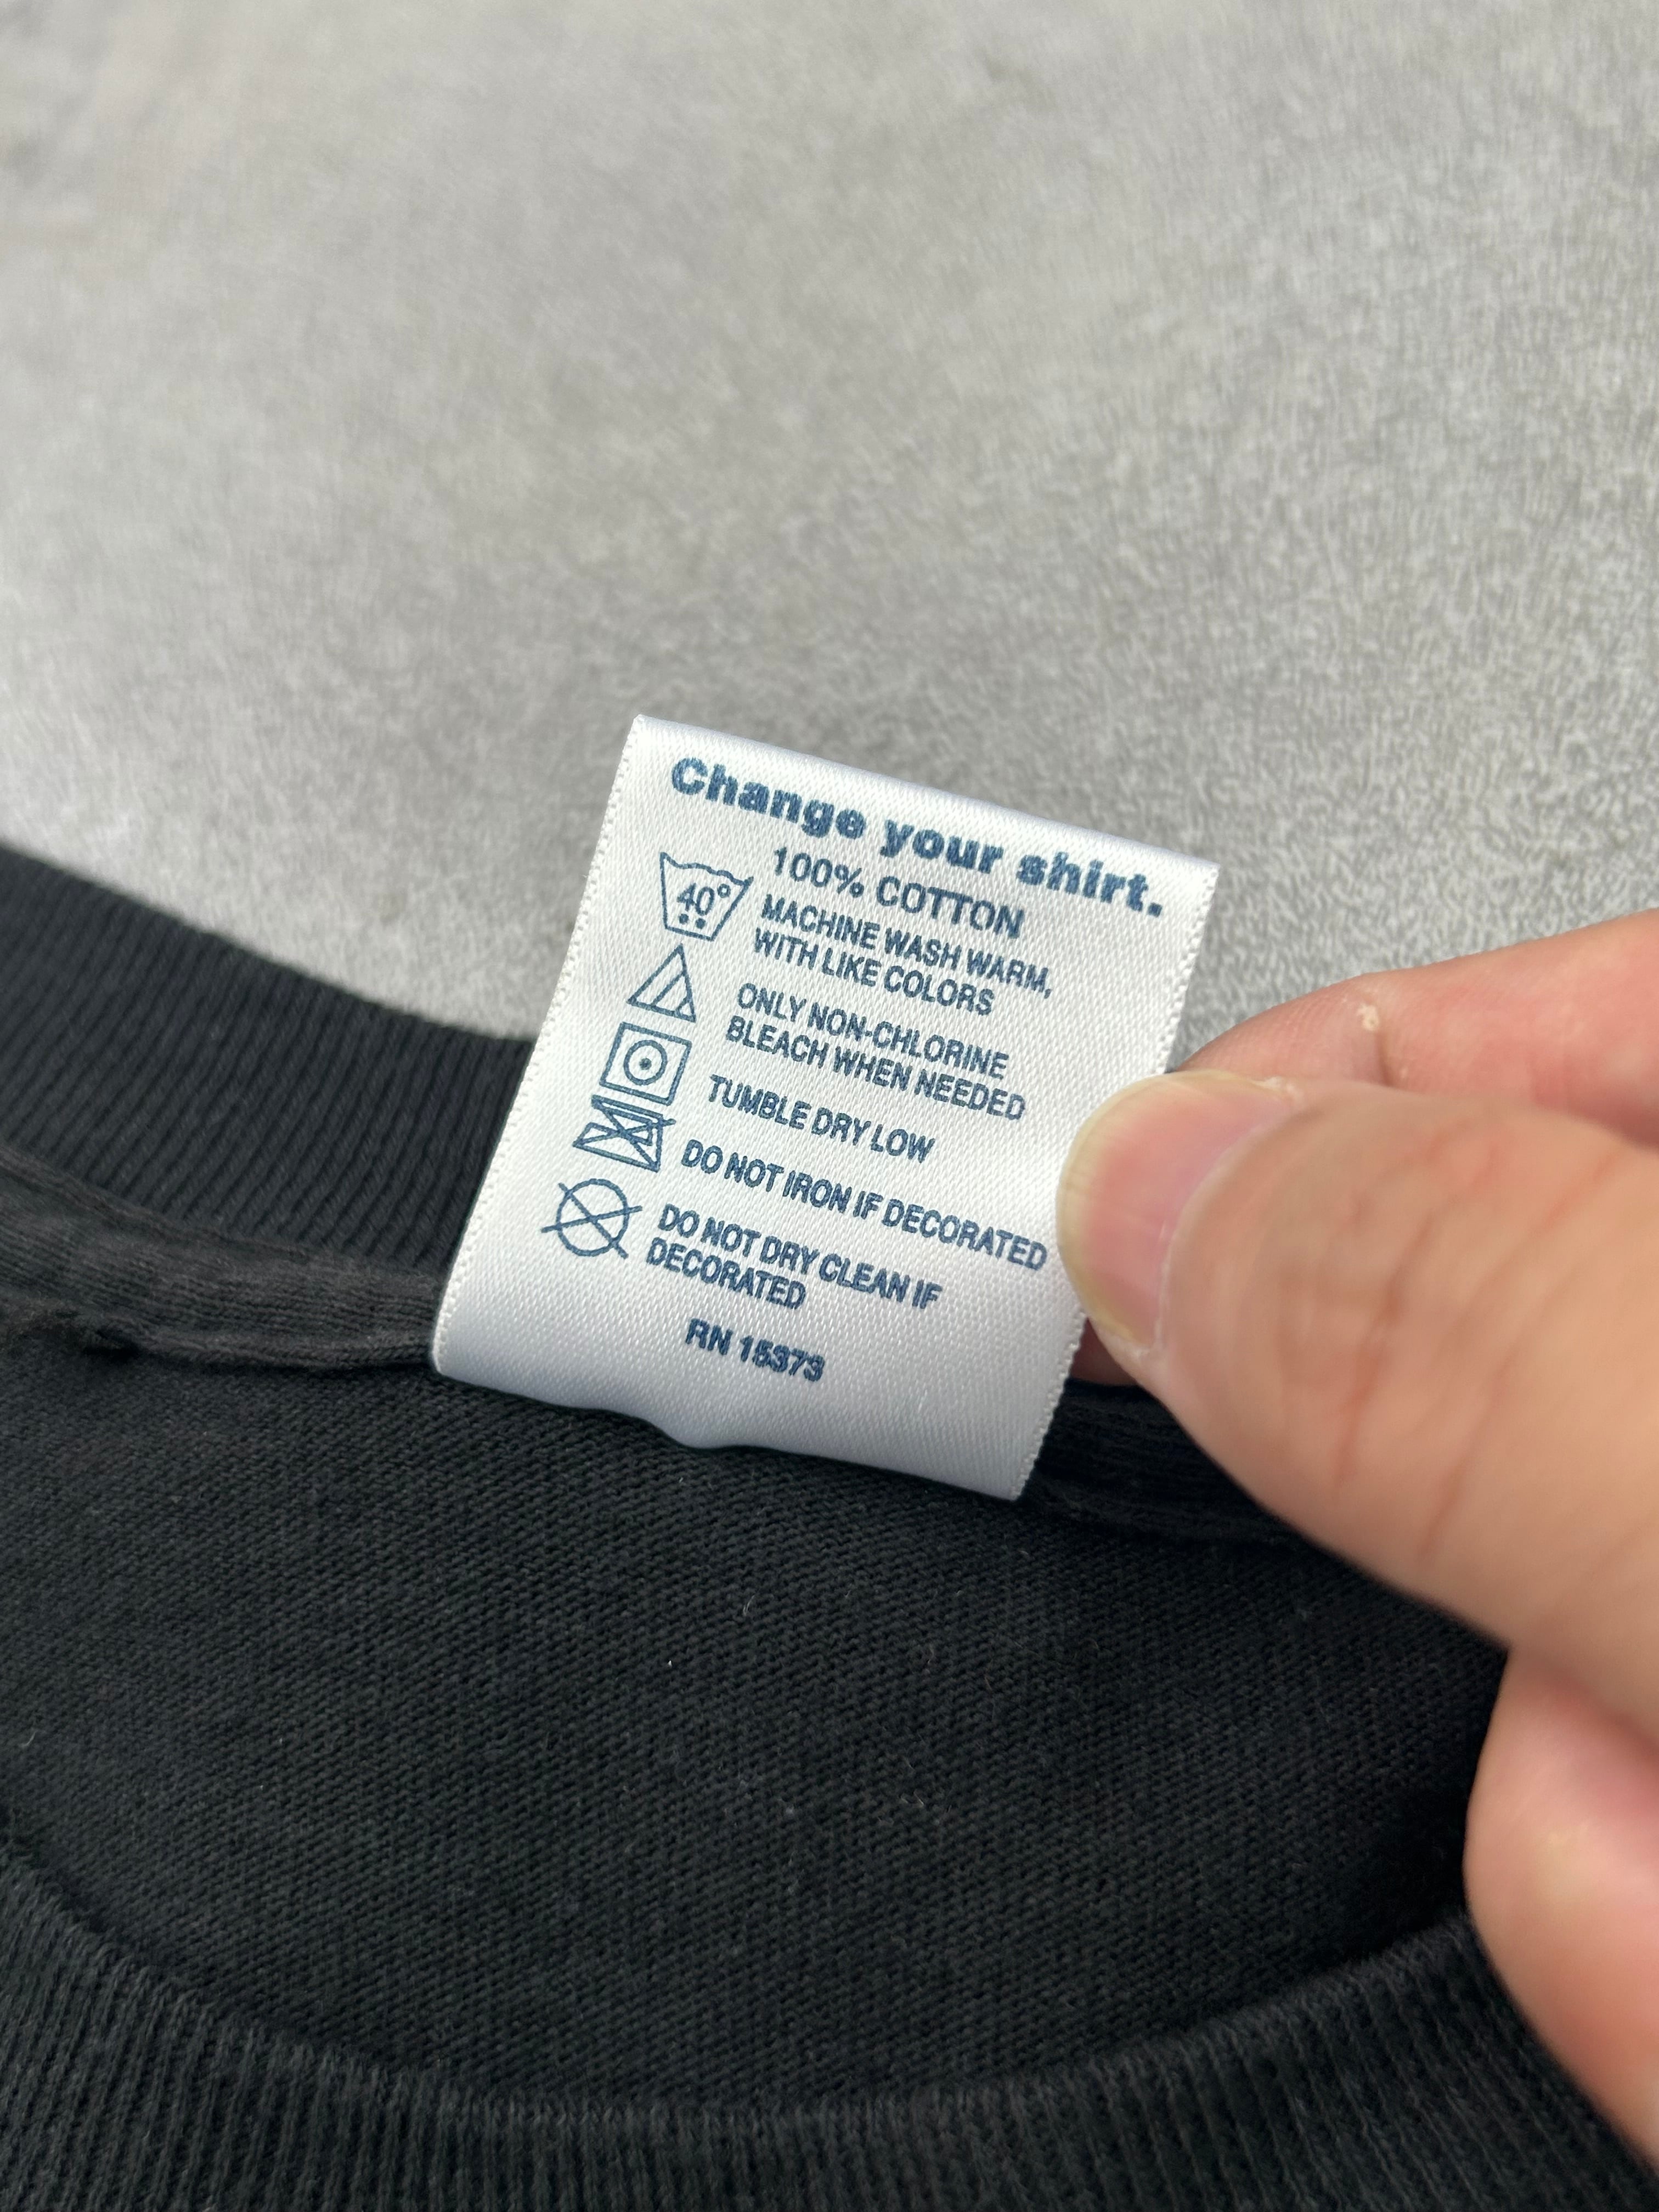 Change your shirt.
100% COTTON
40°
MACHINE WASH WARM,
WITH LIKE COLORS
ONLY NON-CHLORINE
BLEACH WHEN NEEDED
TUMBLE DRY LOW
DO NOT IRON IF DECORATED
DO NOT DRY CLEAN IF
DECORATED
RN 15373